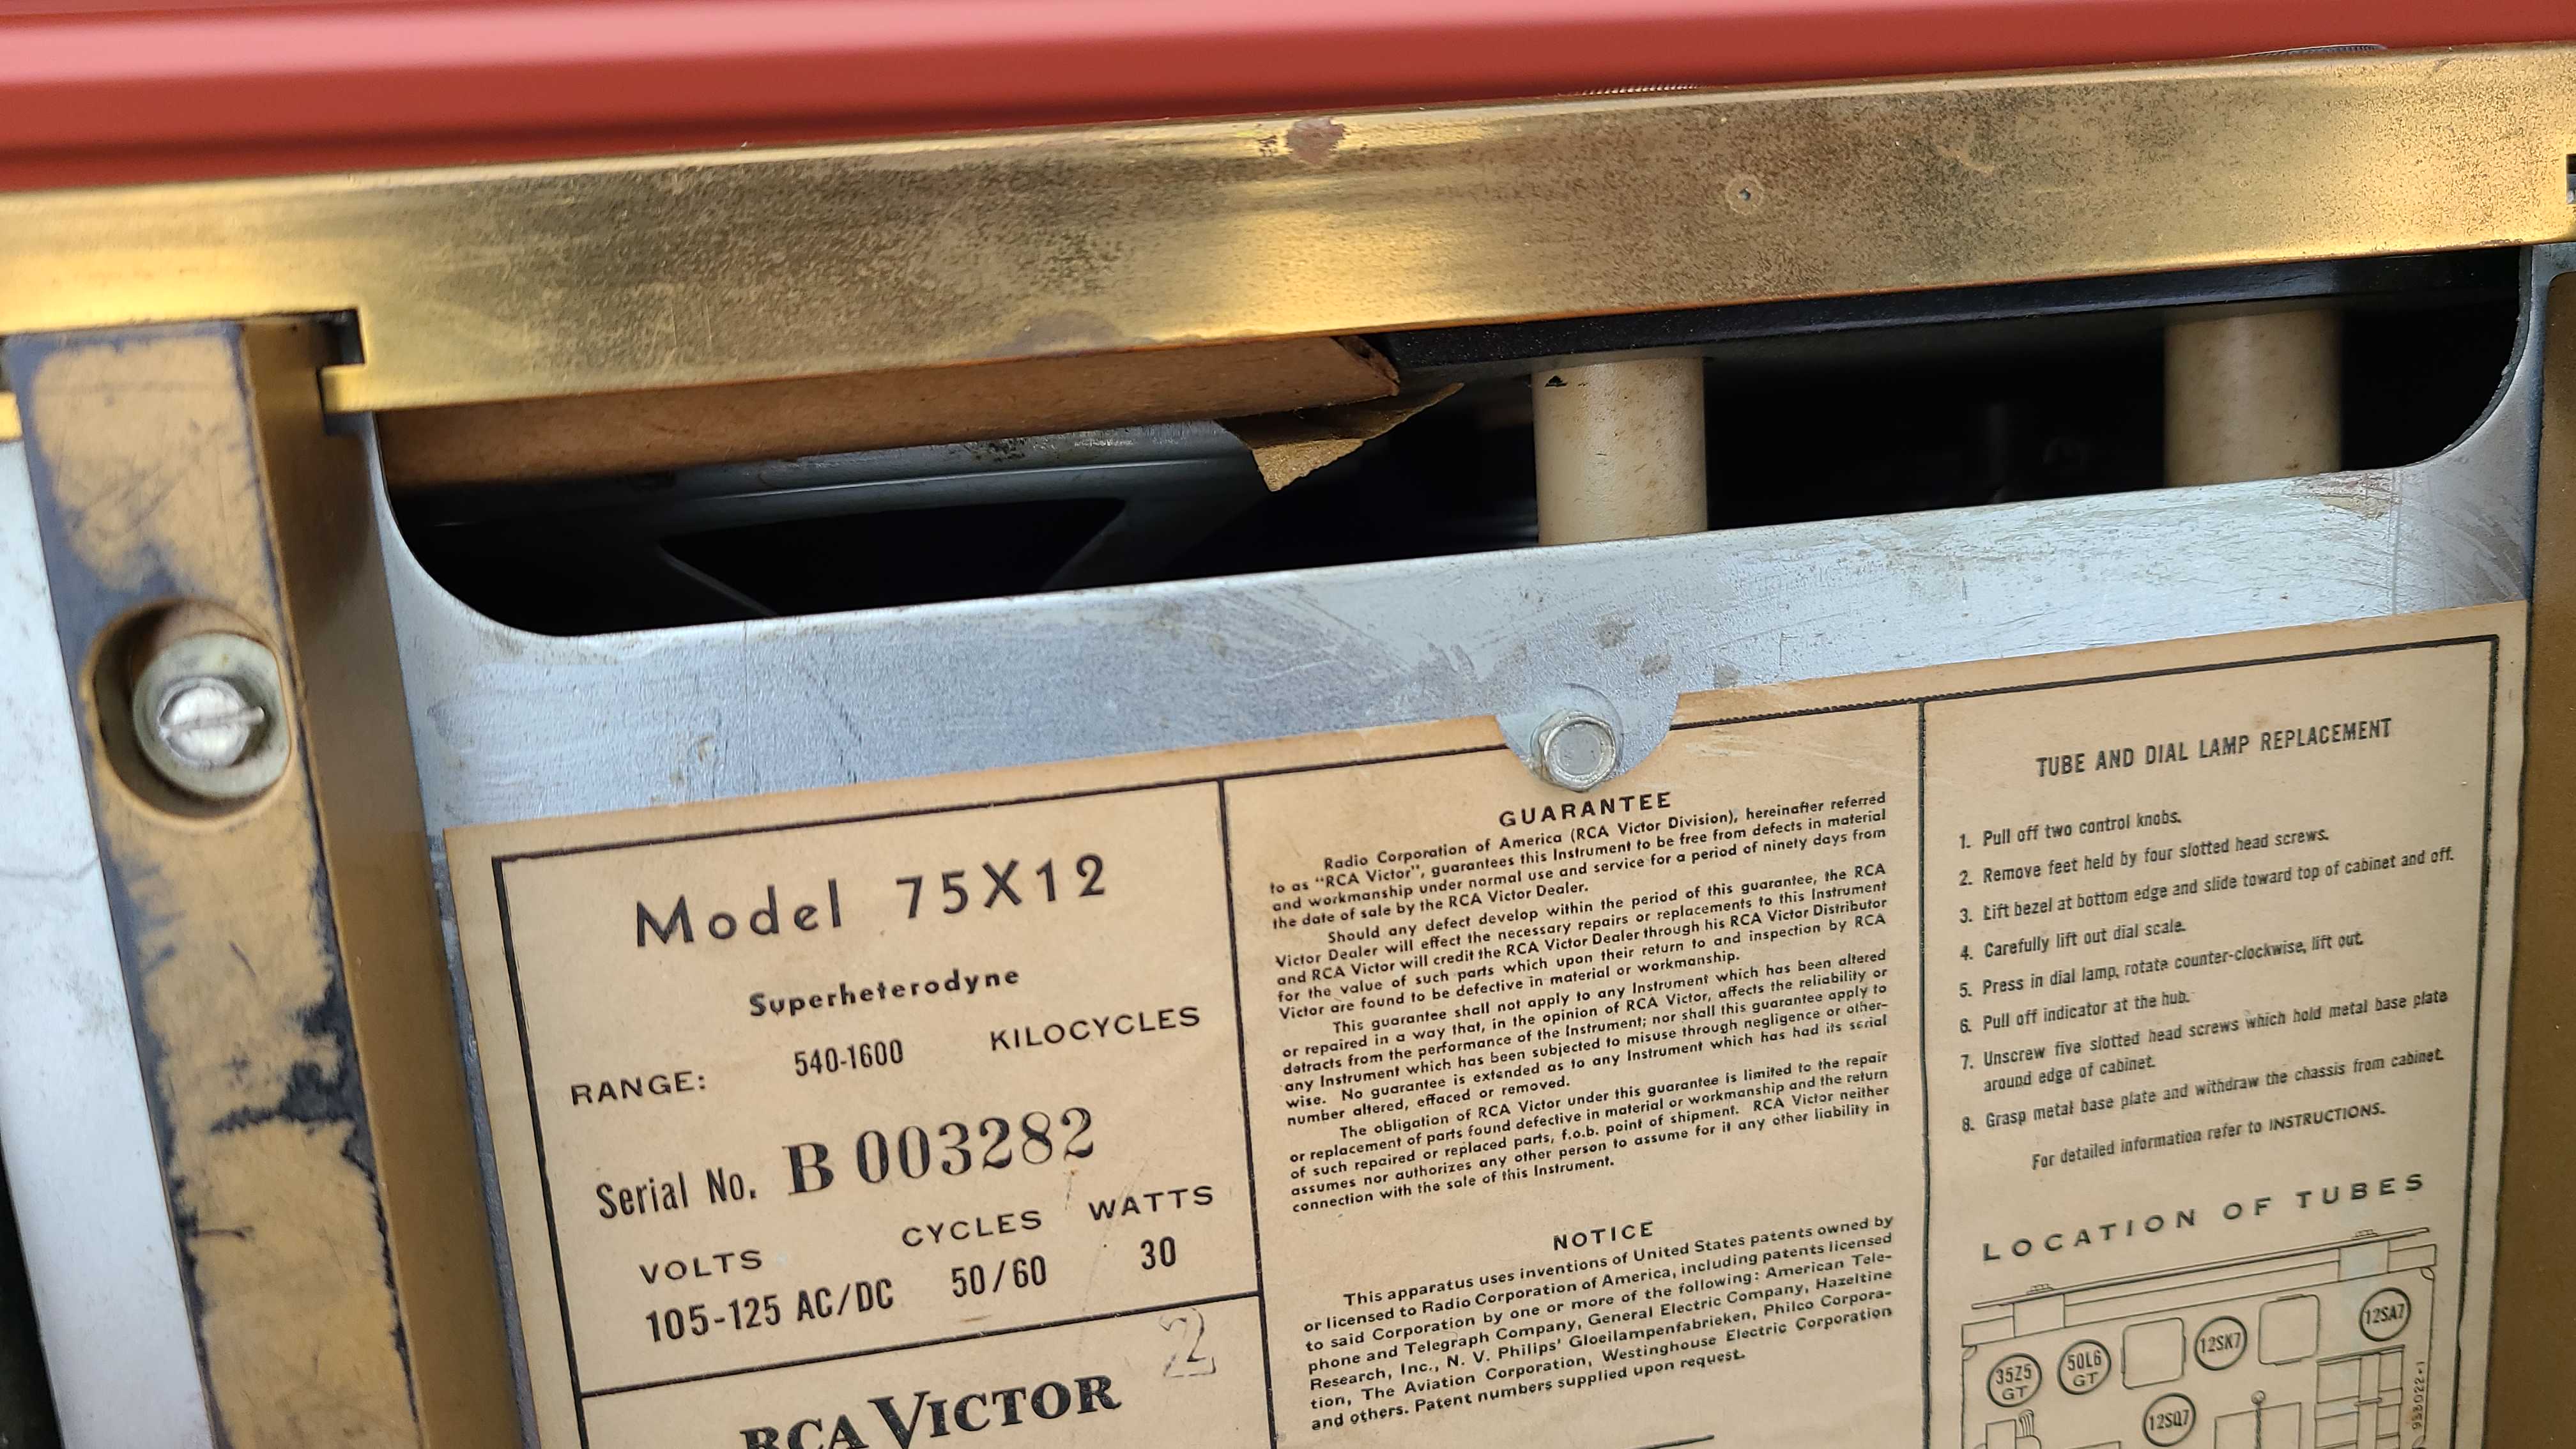 Model 75X12
Superheterodyne
RANGE: 540-1600 KILOCYCLES
Serial No. B 003282
VOLTS CYCLES WATTS
105-125 AC/DC 50/60 30
2
RCA VICTOR
GUARANTEE
Radio Corporation of America (RCA Victor Division), hereinafter referred
to as "RCA Victor", guarantees this Instrument to be free from defects in material
and workmanship under normal use and service for a period of ninety days from
the date of sale by the RCA Victor Dealer.
Should any defect develop within the period of this guarantee, the RCA
Victor Dealer will effect the necessary repairs or replacements to this Instrument
and RCA Victor will credit the RCA Victor Dealer through his RCA Victor Distributor
for the value of such parts which upon their return to and inspection by RCA
Victor are found to be defective in material or workmanship.
This guarantee shall not apply to any Instrument which has been altered
or repaired in a way that, in the opinion of RCA Victor, affects the reliability or
detracts from the performance of the Instrument; nor shall this guarantee apply to
any Instrument which has been subjected to misuse through negligence or other-
wise. No guarantee is extended as to any Instrument which has had its serial
number altered, effaced or removed.
The obligation of RCA Victor under this guarantee is limited to the repair
or replacement of parts found defective in material or workmanship and the return
of such repaired or replaced parts, f.o.b. point of shipment. RCA Victor neither
assumes nor authorizes any other person to assume for it any other liability in
connection with the sale of this Instrument.
NOTICE
This apparatus uses inventions of United States patents owned by
or licensed to Radio Corporation of America, including patents licensed
to said Corporation by one or more of the following: American Tele-
phone and Telegraph Company, General Electric Company, Hazeltine
Research, Inc., N. V. Philips' Gloeilampenfabrieken, Philco Corpora-
tion, The Aviation Corporation, Westinghouse Electric Corporation
and others. Patent numbers supplied upon request.
TUBE AND DIAL LAMP REPLACEMENT
1. Pull off two control knobs.
2. Remove feet held by four slotted head screws.
3. Lift bezel at bottom edge and slide toward top of cabinet and off.
4. Carefully lift out dial scale.
5. Press in dial lamp, rotate counter-clockwise, lift out.
6. Pull off indicator at the hub.
7. Unscrew five slotted head screws which hold metal base plate
around edge of cabinet.
8. Grasp metal base plate and withdraw the chassis from cabinet.
For detailed information refer to INSTRUCTIONS.
LOCATION OF TUBES
35Z5
GT
50L6
GT
12SK7
12SA7
12SQ7